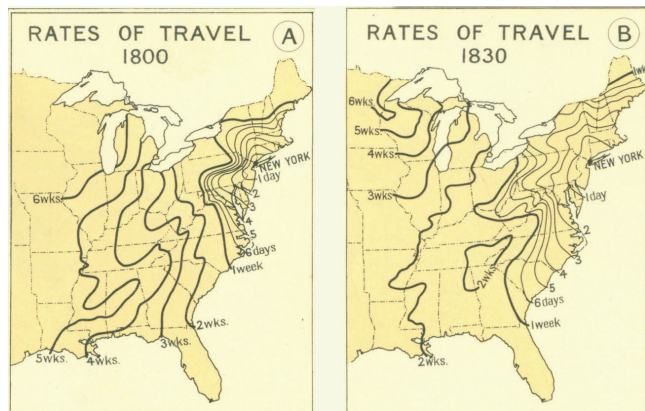 RATES OF TRAVEL
1800
A
NEW YORK
1 day
2
3
4
5
6 days
1 week
2 wks.
3 wks.
4 wks.
5 wks.
6 wks.
RATES OF TRAVEL
1830
B
1 wk
6 wks.
5 wks.
4 wks.
3 wks.
NEW YORK
1 day
2
3
4
5
6 days
1 week
2 wks.
2 wks.